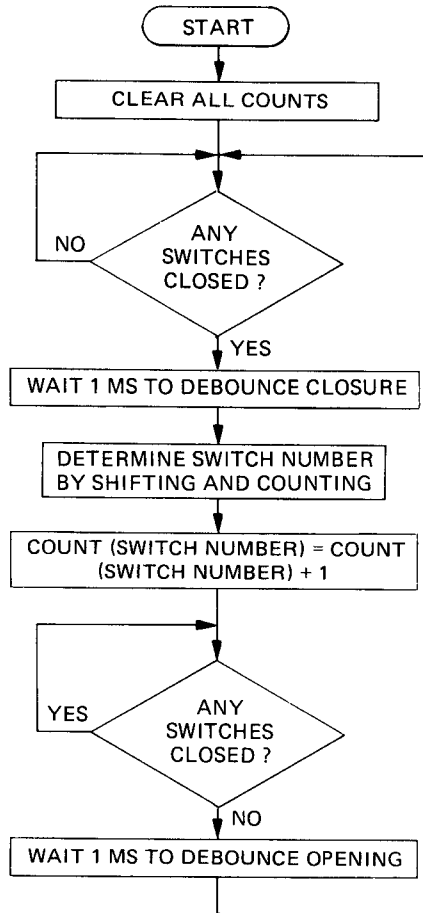 START
CLEAR ALL COUNTS
ANY
SWITCHES
CLOSED ?
NO
YES
WAIT 1 MS TO DEBOUNCE CLOSURE
DETERMINE SWITCH NUMBER
BY SHIFTING AND COUNTING
COUNT (SWITCH NUMBER) = COUNT
(SWITCH NUMBER) + 1
ANY
SWITCHES
CLOSED ?
YES
NO
WAIT 1 MS TO DEBOUNCE OPENING